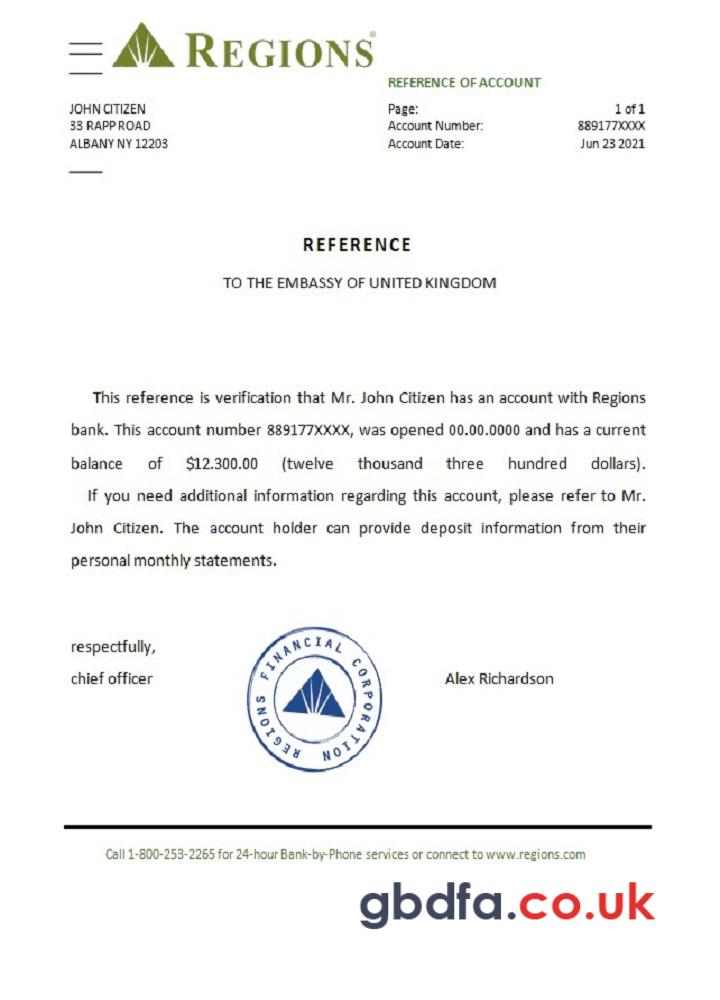 REGIONS®
REFERENCE OF ACCOUNT
JOHN CITIZEN
33 RAPP ROAD
ALBANY NY 12203
Page: 1 of 1
Account Number: 889177XXXX
Account Date: Jun 23 2021
REFERENCE
TO THE EMBASSY OF UNITED KINGDOM
This reference is verification that Mr. John Citizen has an account with Regions
bank. This account number 889177XXXX, was opened 00.00.0000 and has a current
balance of $12.300.00 (twelve thousand three hundred dollars).
If you need additional information regarding this account, please refer to Mr.
John Citizen. The account holder can provide deposit information from their
personal monthly statements.
respectfully,
chief officer
REGIONS FINANCIAL CORPORATION
Alex Richardson
Call 1-800-253-2265 for 24-hour Bank-by-Phone services or connect to www.regions.com
gbdfa.co.uk